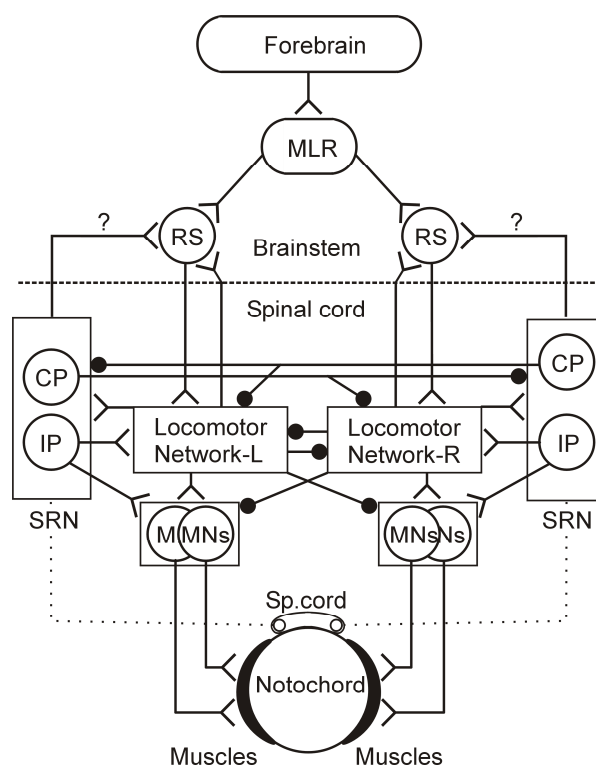 Forebrain
MLR
?
?
RS
RS
Brainstem
Spinal cord
CP
CP
Locomotor
Network-L
Locomotor
Network-R
IP
IP
SRN
SRN
M
MNs
MNs
Ns
Sp.cord
Notochord
Muscles
Muscles